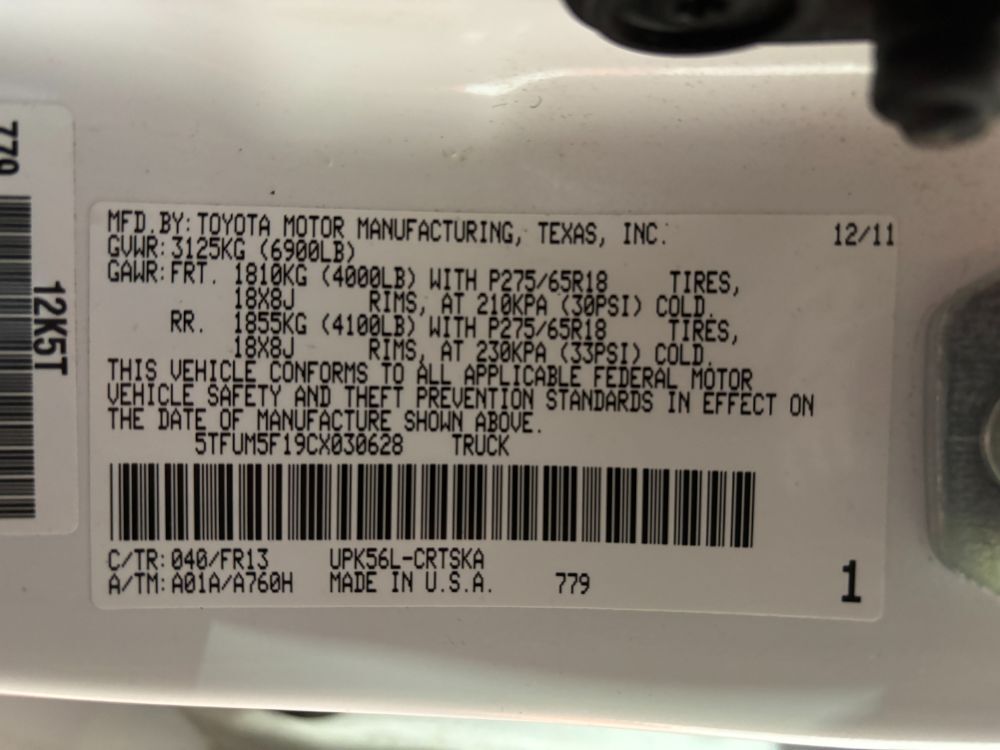 779
12K5T
MFD.BY: TOYOTA MOTOR MANUFACTURING, TEXAS, INC. 12/11
GVWR: 3125KG (6900LB)
GAWR: FRT. 1810KG (4000LB) WITH P275/65R18 TIRES,
18X8J RIMS, AT 210KPA (30PSI) COLD.
RR. 1855KG (4100LB) WITH P275/65R18 TIRES,
18X8J RIMS, AT 230KPA (33PSI) COLD.
THIS VEHICLE CONFORMS TO ALL APPLICABLE FEDERAL MOTOR
VEHICLE SAFETY AND THEFT PREVENTION STANDARDS IN EFFECT ON
THE DATE OF MANUFACTURE SHOWN ABOVE.
5TFUM5F19CX030628 TRUCK
C/TR: 040/FR13 UPK56L-CRTSKA
A/TM: A01A/A760H MADE IN U.S.A. 779 1